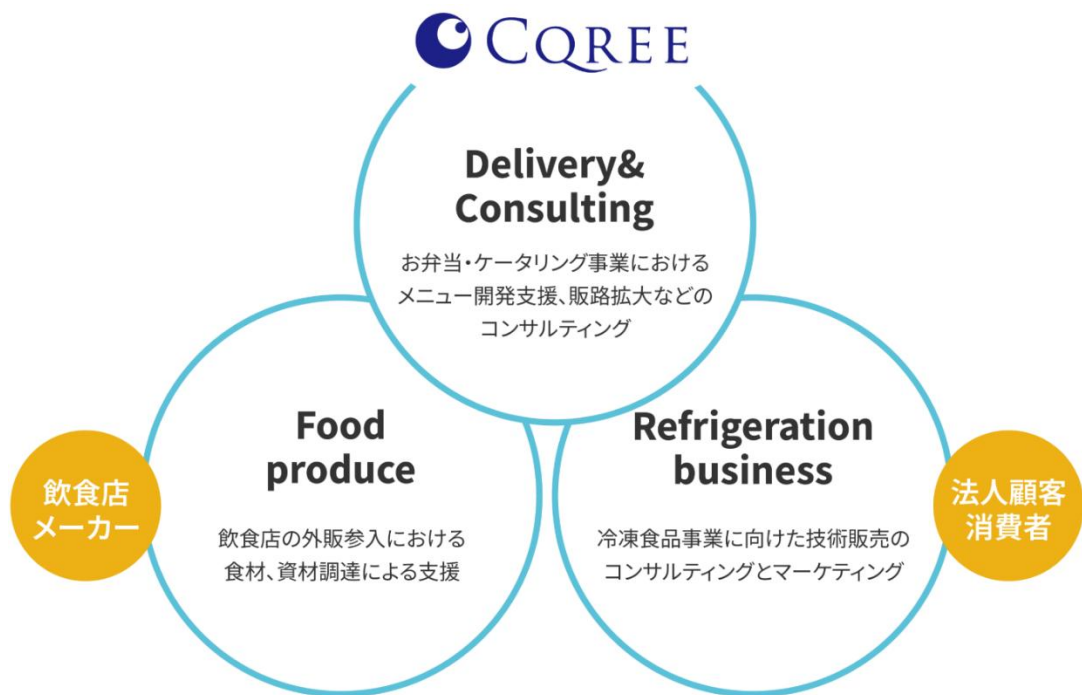 CQREE
Delivery&
Consulting
お弁当・ケータリング事業における
メニュー開発支援、販路拡大などの
コンサルティング
Food
produce
飲食店の外販参入における
食材、資材調達による支援
Refrigeration
business
冷凍食品事業に向けた技術販売の
コンサルティングとマーケティング
飲食店
メーカー
法人顧客
消費者